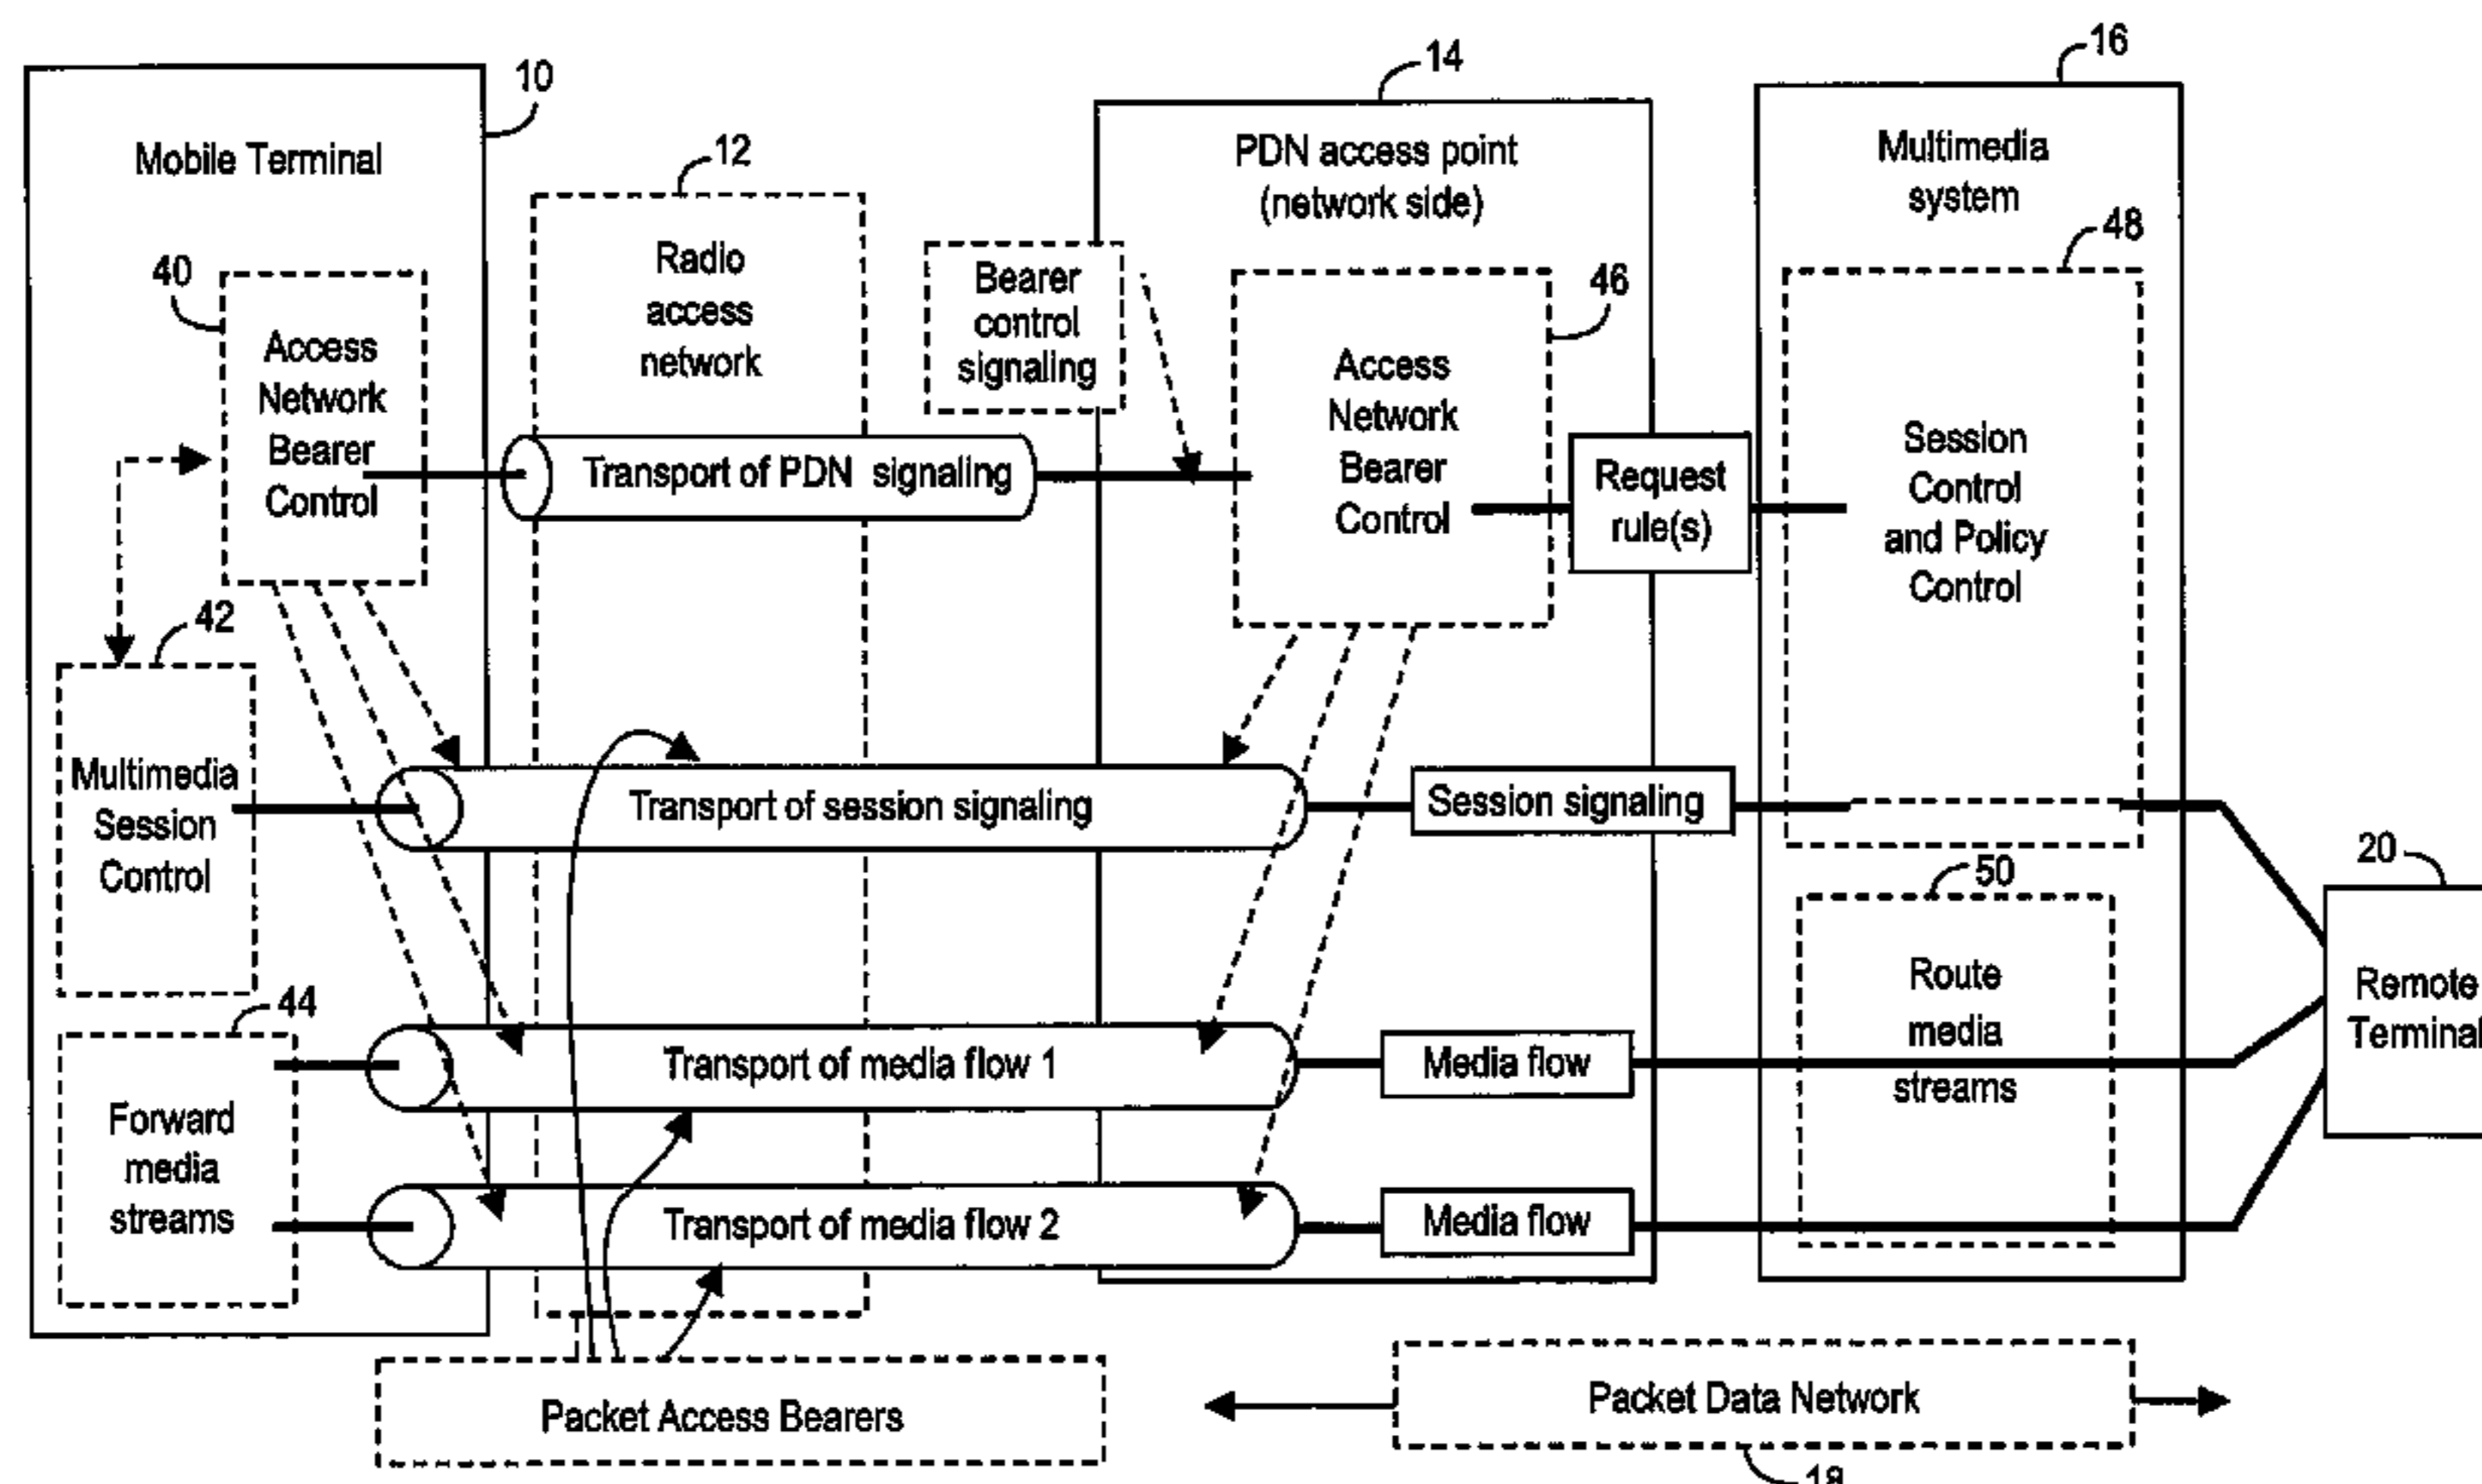 10
14
16
Mobile Terminal
12
PDN access point
(network side)
Multimedia
system
40
Radio
access
network
Bearer
control
signaling
46
48
Access
Network
Bearer
Control
Access
Network
Bearer
Control
Transport of PDN signaling
Request
rule(s)
Session
Control
and Policy
Control
42
Multimedia
Session
Control
Transport of session signaling
Session signaling
50
20
44
Route
media
streams
Remote
Terminal
Forward
media
streams
Transport of media flow 1
Media flow
Transport of media flow 2
Media flow
Packet Access Bearers
Packet Data Network
18